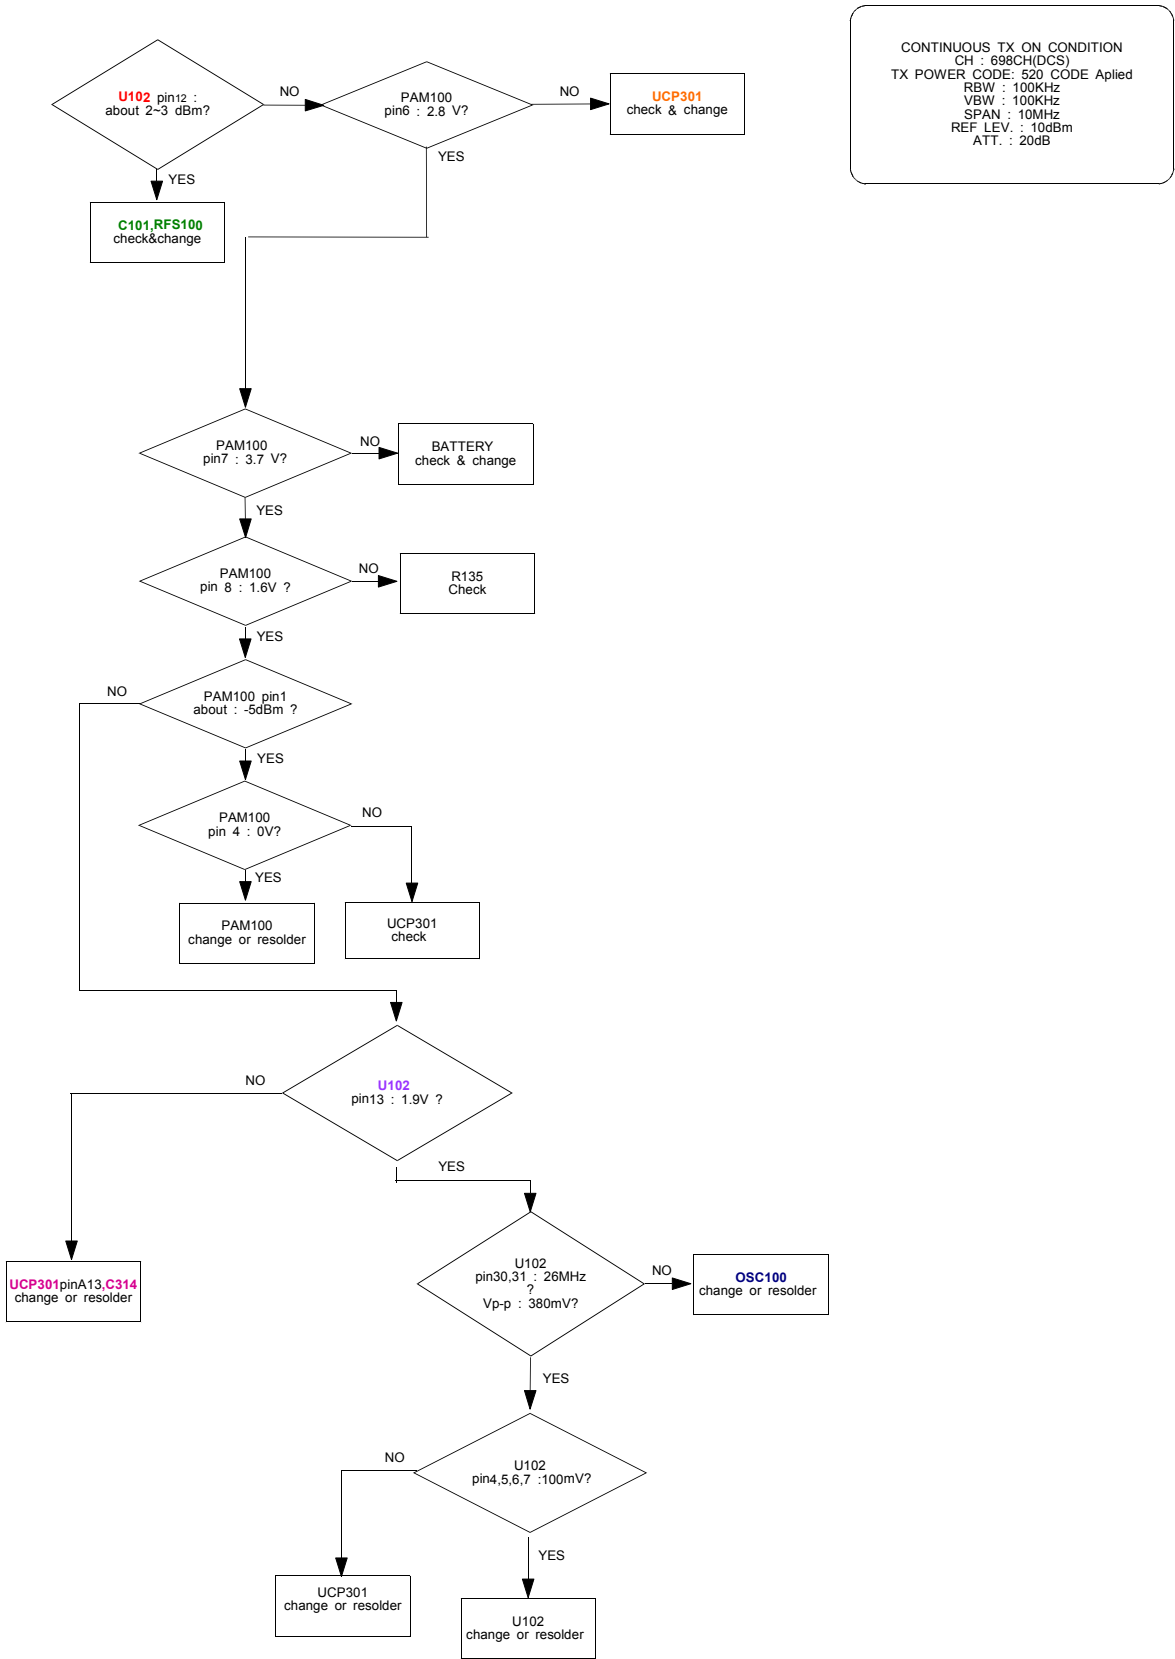 CONTINUOUS TX ON CONDITION
CH : 698CH(DCS)
TX POWER CODE: 520 CODE Aplied
RBW : 100KHz
VBW : 100KHz
SPAN : 10MHz
REF LEV. : 10dBm
ATT. : 20dB
U102 pin12 :
about 2~3 dBm?
NO
PAM100
pin6 : 2.8 V?
NO
UCP301
check & change
YES
YES
C101,RFS100
check&change
PAM100
pin7 : 3.7 V?
NO
BATTERY
check & change
YES
PAM100
pin 8 : 1.6V ?
NO
R135
Check
YES
NO
PAM100 pin1
about : -5dBm ?
YES
PAM100
pin 4 : 0V?
NO
YES
PAM100
change or resolder
UCP301
check
U102
pin13 : 1.9V ?
NO
YES
UCP301pinA13,C314
change or resolder
U102
pin30,31 : 26MHz
?
Vp-p : 380mV?
NO
OSC100
change or resolder
YES
U102
pin4,5,6,7 :100mV?
NO
YES
UCP301
change or resolder
U102
change or resolder